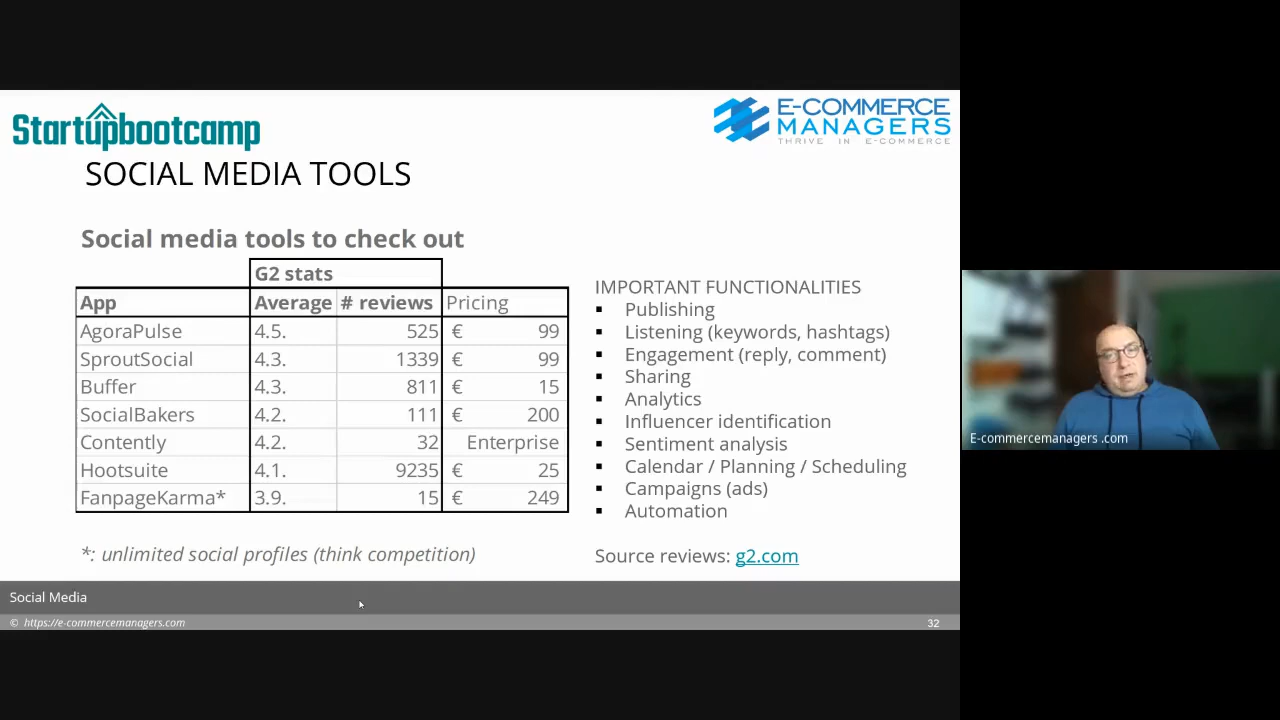 Startupbootcamp
E-COMMERCE
MANAGERS
THRIVE IN E-COMMERCE
SOCIAL MEDIA TOOLS
Social media tools to check out
G2 stats
App Average # reviews Pricing
AgoraPulse 4.5. 525 € 99
SproutSocial 4.3. 1339 € 99
Buffer 4.3. 811 € 15
SocialBakers 4.2. 111 € 200
Contently 4.2. 32 Enterprise
Hootsuite 4.1. 9235 € 25
FanpageKarma* 3.9. 15 € 249
*: unlimited social profiles (think competition)
IMPORTANT FUNCTIONALITIES
▪ Publishing
▪ Listening (keywords, hashtags)
▪ Engagement (reply, comment)
▪ Sharing
▪ Analytics
▪ Influencer identification
▪ Sentiment analysis
▪ Calendar / Planning / Scheduling
▪ Campaigns (ads)
▪ Automation
Source reviews: g2.com
Social Media
© https://e-commercemanagers.com
32
E-commercemanagers .com